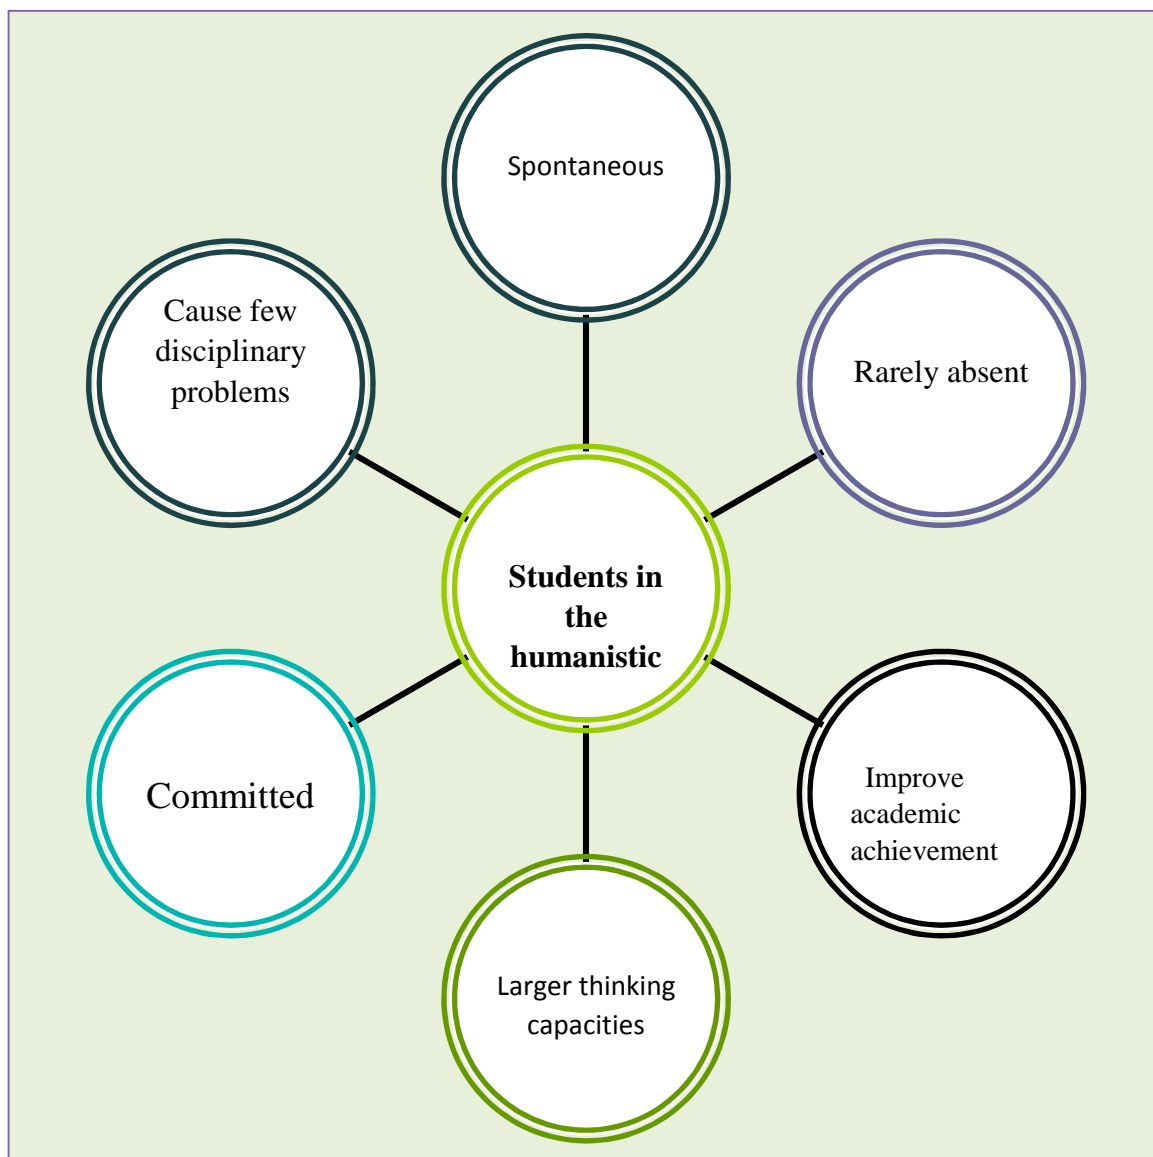 Spontaneous
Cause few
disciplinary
problems
Rarely absent
Students in
the
humanistic
Committed
Improve
academic
achievement
Larger thinking
capacities